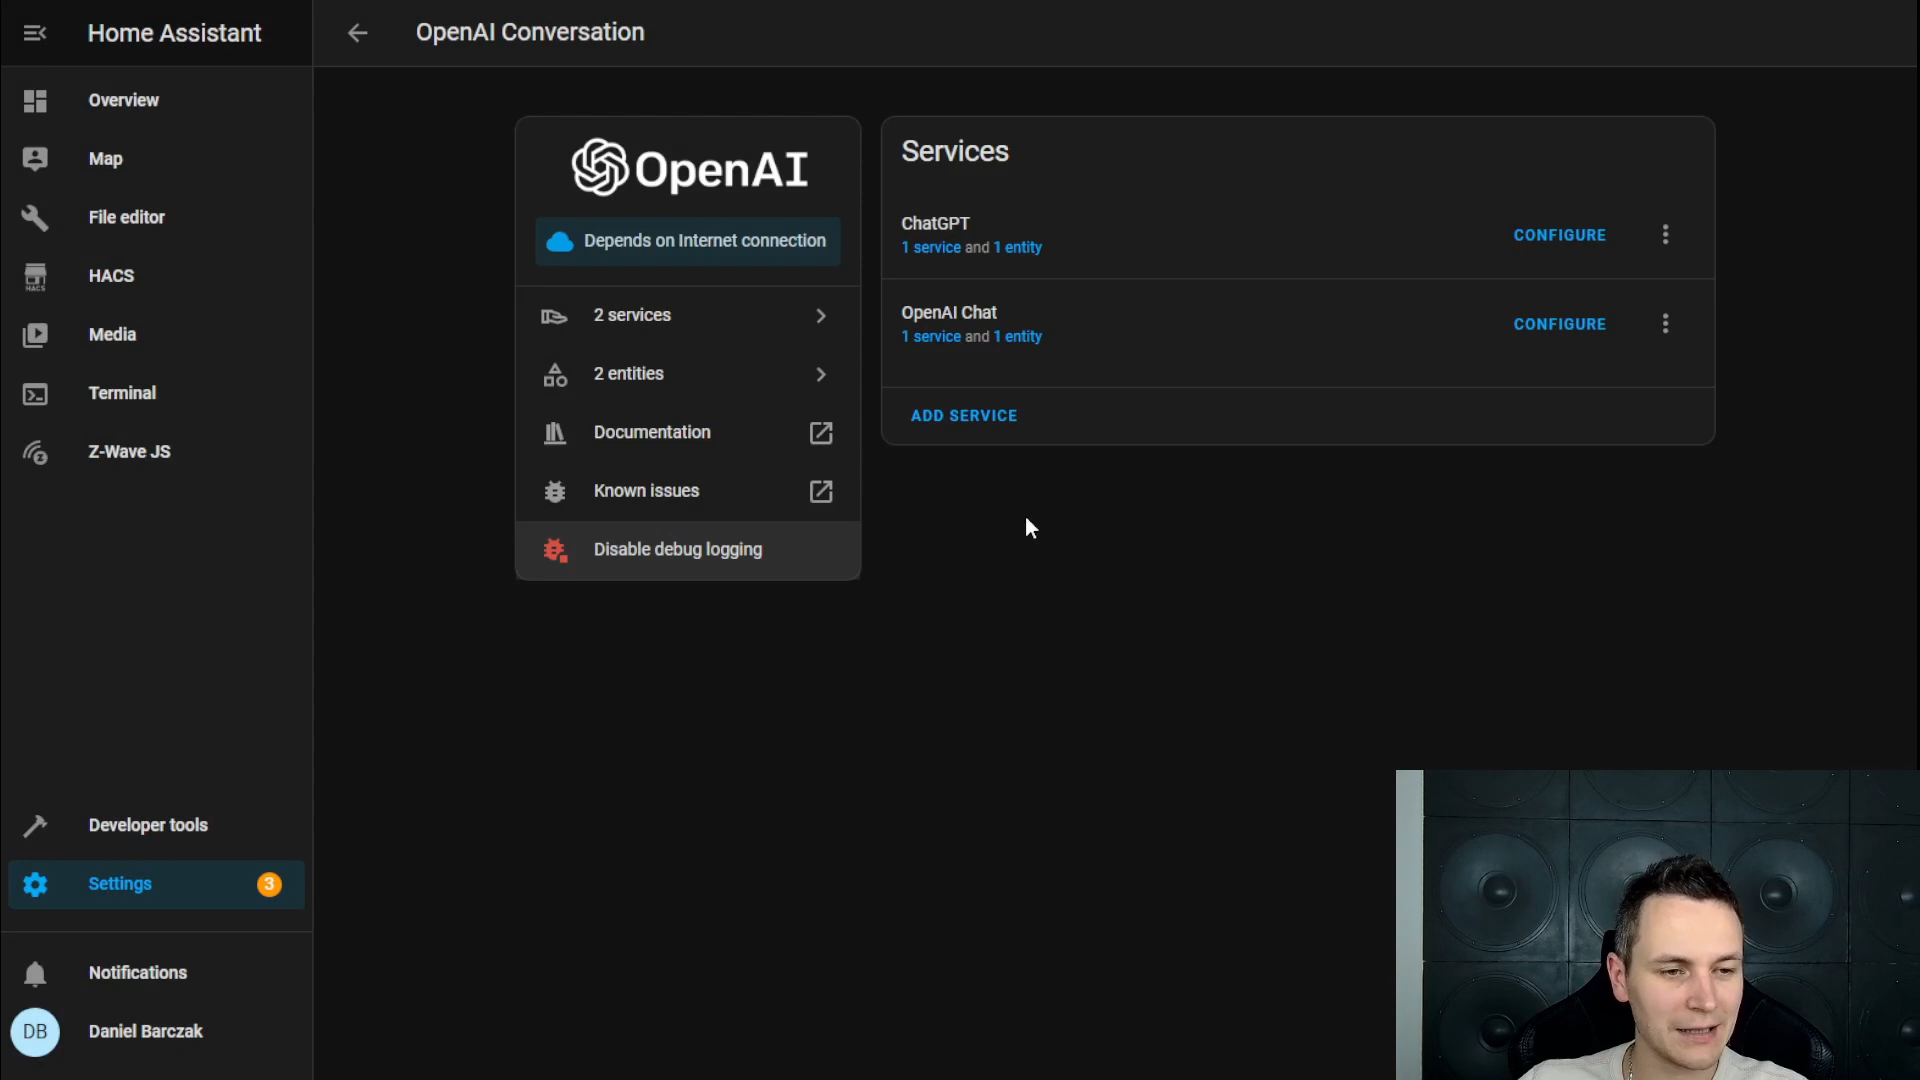 Home Assistant
OpenAI Conversation
Overview
Map
File editor
HACS
HACS
Media
Terminal
Z-Wave JS
Developer tools
Settings
3
Notifications
DB
Daniel Barczak
OpenAI
Depends on Internet connection
2 services
2 entities
Documentation
Known issues
Disable debug logging
Services
ChatGPT
1 service and 1 entity
CONFIGURE
OpenAI Chat
1 service and 1 entity
CONFIGURE
ADD SERVICE